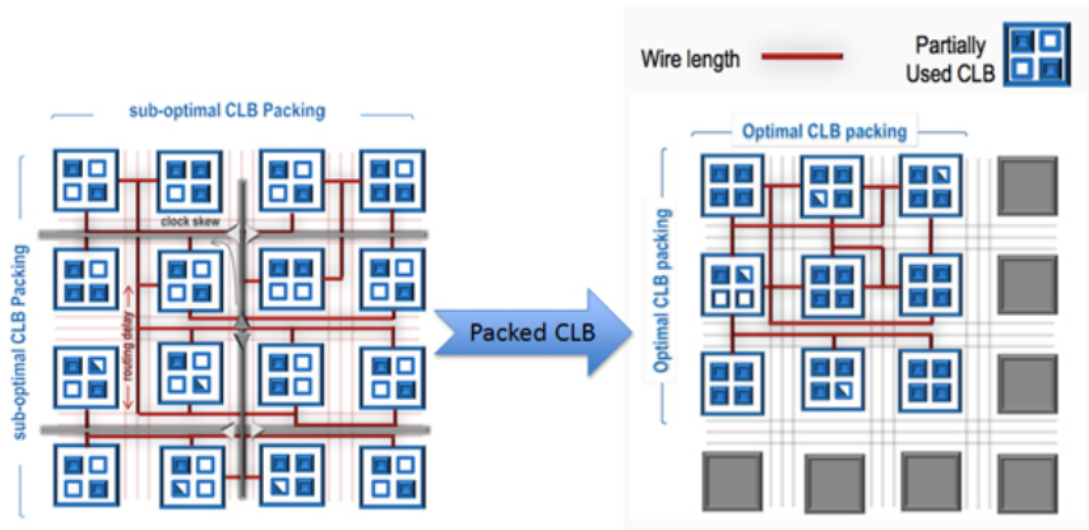 Wire length
Partially
Used CLB
sub-optimal CLB Packing
Optimal CLB packing
sub-optimal CLB Packing
clock skew
routing delay
Packed CLB
Optimal CLB packing